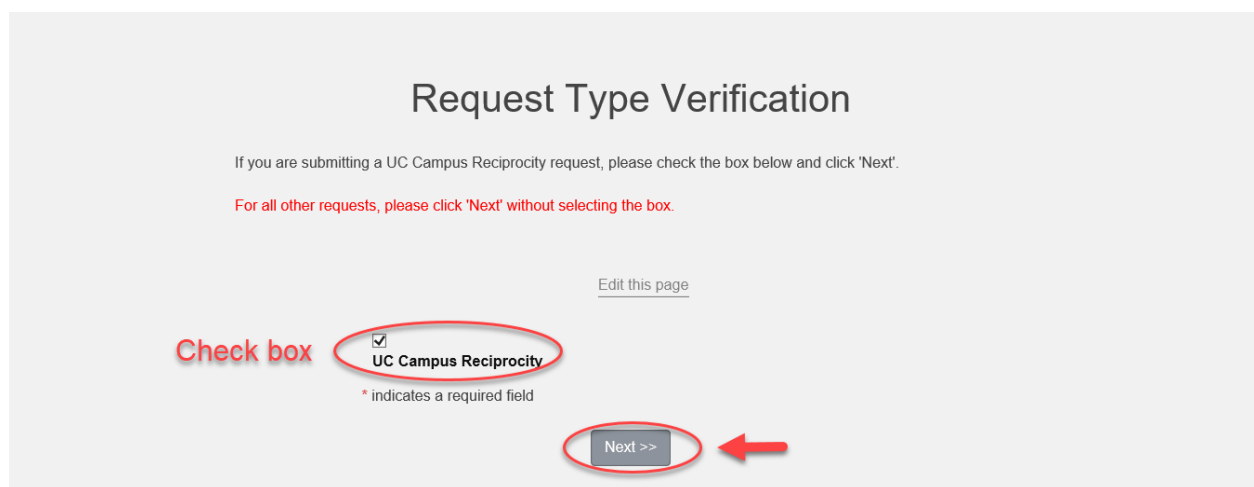 Request Type Verification
If you are submitting a UC Campus Reciprocity request, please check the box below and click 'Next'.
For all other requests, please click 'Next' without selecting the box.
Edit this page
Check box
UC Campus Reciprocity
* indicates a required field
Next >>